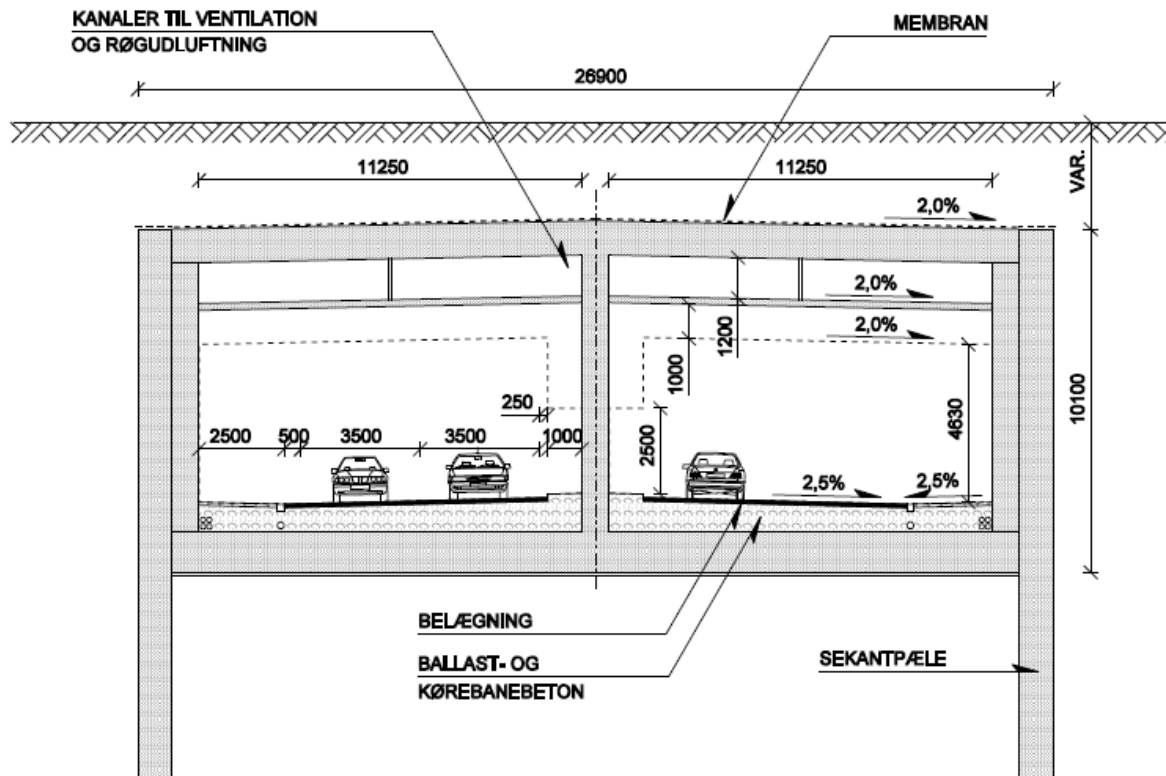 KANALER TIL VENTILATION
OG RØGUDLUFTNING
MEMBRAN
26900
11250
11250
VAR.
2,0%
2,0%
2,0%
1200
1000
10100
4630
250
2500
500
3500
3500
1000
2500
2,5%
2,5%
BELÆGNING
BALLAST- OG
KØREBANEBETON
SEKANTPÆLE